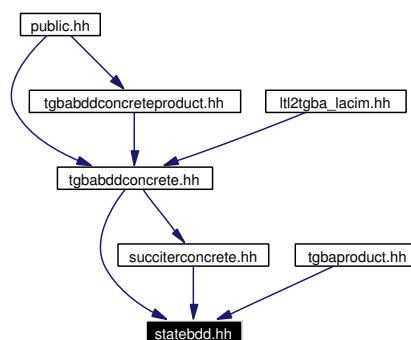 public.hh
tgbabddconcreteproduct.hh
ltl2tgba_lacim.hh
tgbabddconcrete.hh
succiterconcrete.hh
tgbaproduct.hh
statebdd.hh